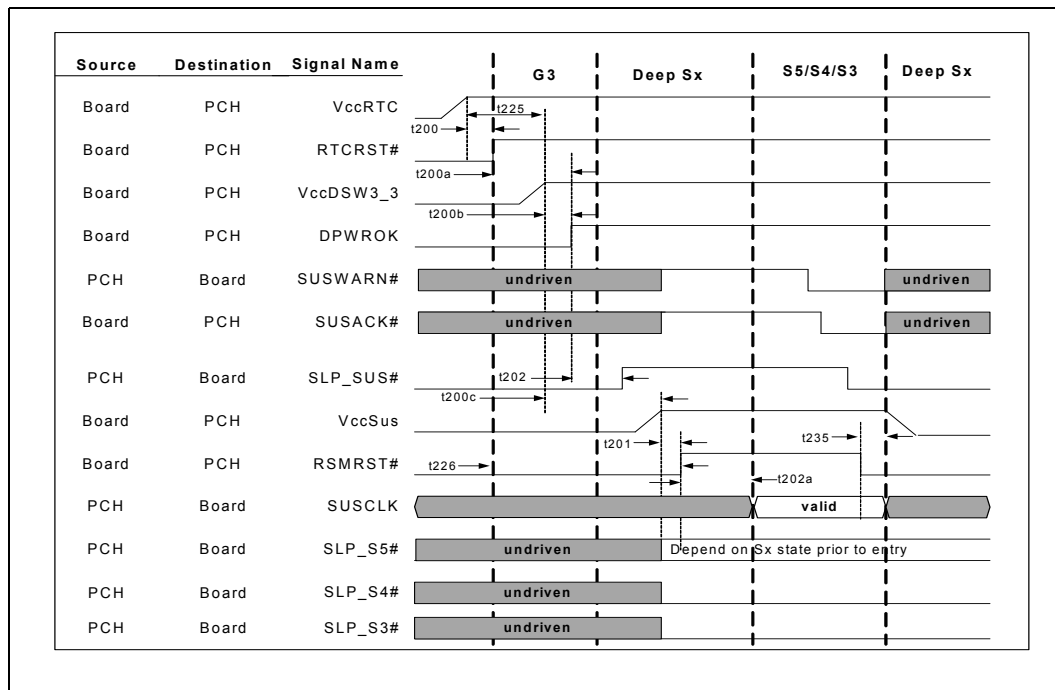 Source Destination Signal Name G3 Deep Sx S5/S4/S3 Deep Sx
Board PCH VccRTC
t225
t200
Board PCH RTCRST#
t200a
Board PCH VccDSW3_3
t200b
Board PCH DPWROK
PCH Board SUSWARN# undriven undriven
Board PCH SUSACK# undriven undriven
PCH Board SLP_SUS# t202
t200c
Board PCH VccSus
t201 t235
Board PCH RSMRST# t226
t202a
PCH Board SUSCLK valid
PCH Board SLP_S5# undriven Depend on Sx state prior to entry
PCH Board SLP_S4# undriven
PCH Board SLP_S3# undriven